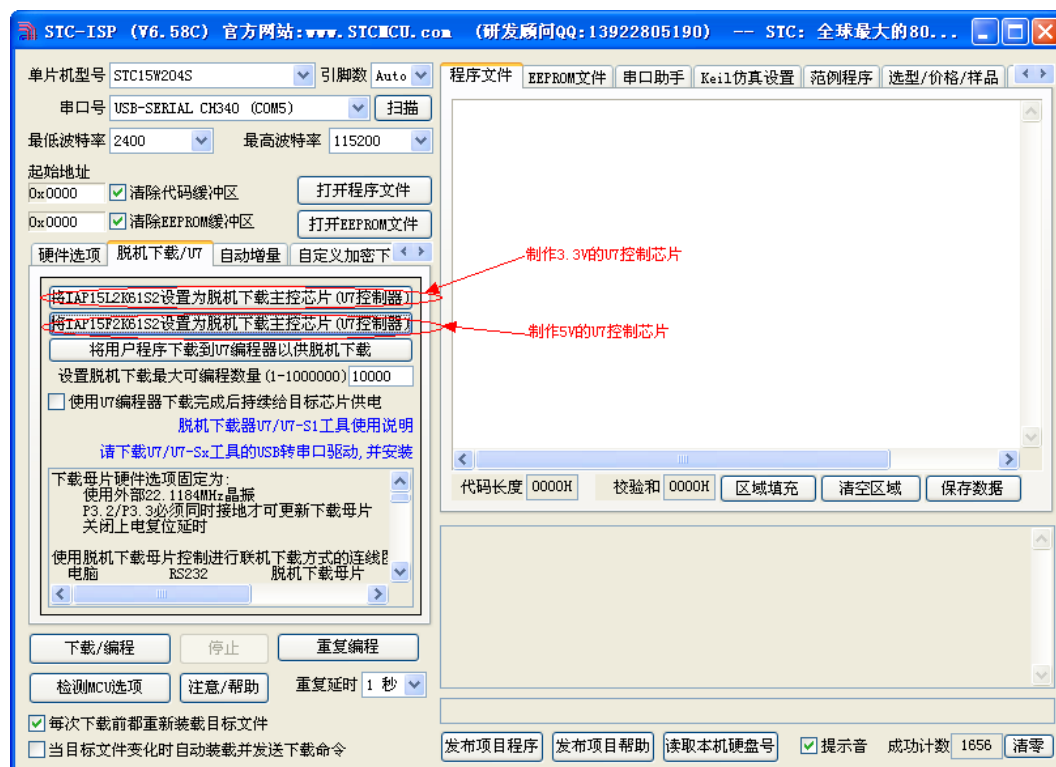 STC-ISP (V6.58C) 官方网站:www.STCMCU.com (研发顾问QQ:13922805190) -- STC: 全球最大的80...
单片机型号 STC15W204S 引脚数 Auto
串口号 USB-SERIAL CH340 (COM5) 扫描
最低波特率 2400 最高波特率 115200
起始地址
0x0000 清除代码缓冲区 打开程序文件
0x0000 清除EEPROM缓冲区 打开EEPROM文件
硬件选项 脱机下载/U7 自动增量 自定义加密下
将IAP15L2K61S2设置为脱机下载主控芯片(U7控制器)
将IAP15F2K61S2设置为脱机下载主控芯片(U7控制器)
将用户程序下载到U7编程器以供脱机下载
设置脱机下载最大可编程数量(1-1000000) 10000
使用U7编程器下载完成后持续给目标芯片供电
脱机下载器U7/U7-S1工具使用说明
请下载U7/U7-Sx工具的USB转串口驱动,并安装
下载母片硬件选项固定为:
使用外部22.1184MHz晶振
P3.2/P3.3必须同时接地才可更新下载母片
关闭上电复位延时
使用脱机下载母片控制进行联机下载方式的连线
电脑 RS232 脱机下载母片
下载/编程 停止 重复编程
检测MCU选项 注意/帮助 重复延时 1 秒
每次下载前都重新装载目标文件
当目标文件变化时自动装载并发送下载命令
程序文件 EEPROM文件 串口助手 Keil仿真设置 范例程序 选型/价格/样品
制作3.3V的U7控制芯片
制作5V的U7控制芯片
代码长度 0000H 校验和 0000H 区域填充 清空区域 保存数据
发布项目程序 发布项目帮助 读取本机硬盘号 提示音 成功计数 1656 清零